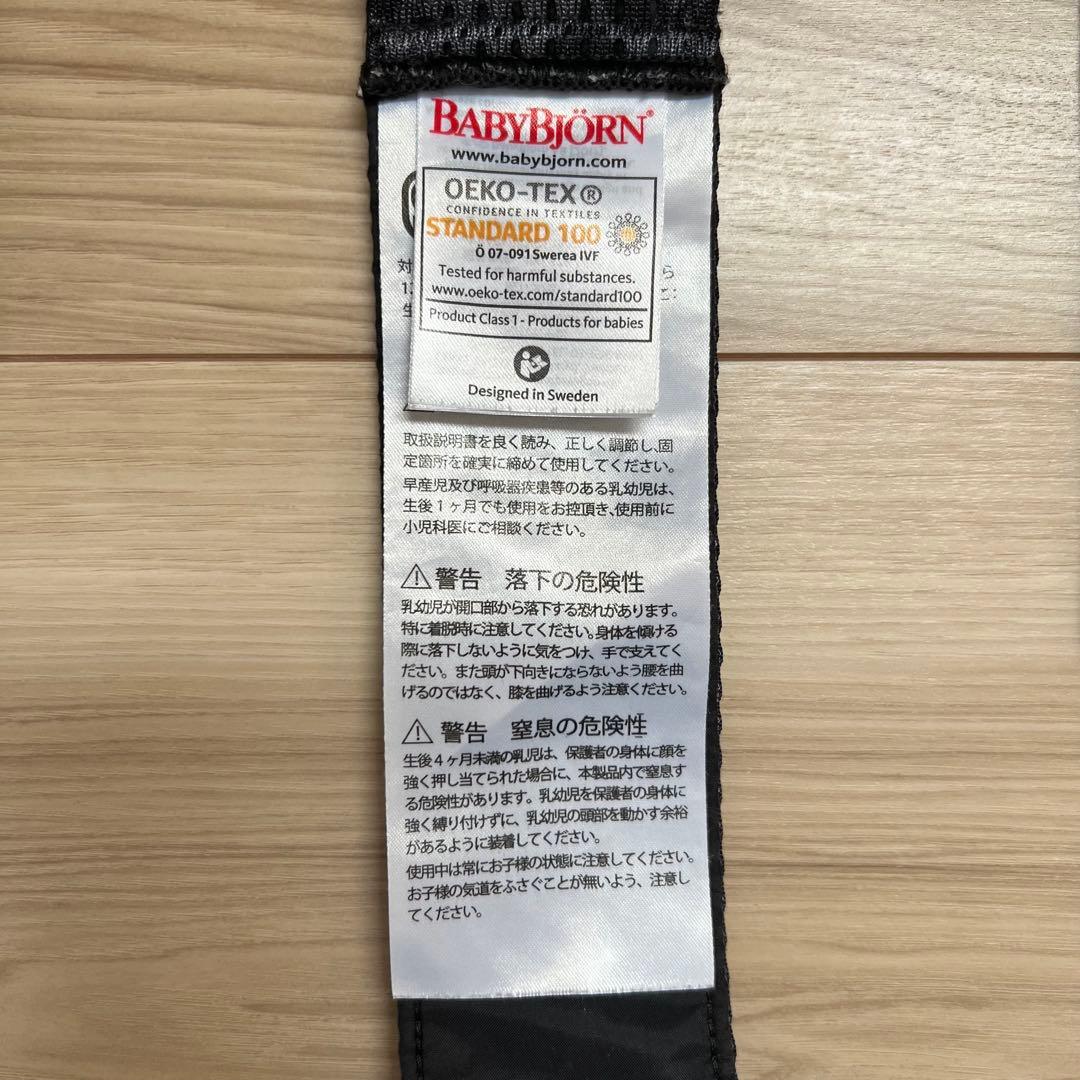 BABYBJÖRN®
www.babybjorn.com
OEKO-TEX®
CONFIDENCE IN TEXTILES
STANDARD 100
Ö 07-091 Swerea IVF
Tested for harmful substances.
www.oeko-tex.com/standard100
Product Class 1 - Products for babies
Designed in Sweden
対
ら
生
取扱説明書を良く読み、正しく調節し、固
定箇所を確実に締めて使用してください。
早産児及び呼吸器疾患等のある乳幼児は、
生後1ヶ月でも使用をお控頂き、使用前に
小児科医にご相談ください。
⚠警告 落下の危険性
乳幼児が開口部から落下する恐れがあります。
特に着脱時に注意してください。身体を傾ける
際に落下しないように気をつけ、手で支えてく
ださい。また頭が下向きにならないよう腰を曲
げるのではなく、膝を曲げるよう注意ください。
⚠警告 窒息の危険性
生後4ヶ月未満の乳児は、保護者の身体に顔を
強く押し当てられた場合に、本製品内で窒息す
る危険性があります。乳幼児を保護者の身体に
強く縛り付けずに、乳幼児の頭部を動かす余裕
があるように装着してください。
使用中は常にお子様の状態に注意してください。
お子様の気道をふさぐことが無いよう、注意し
てください。